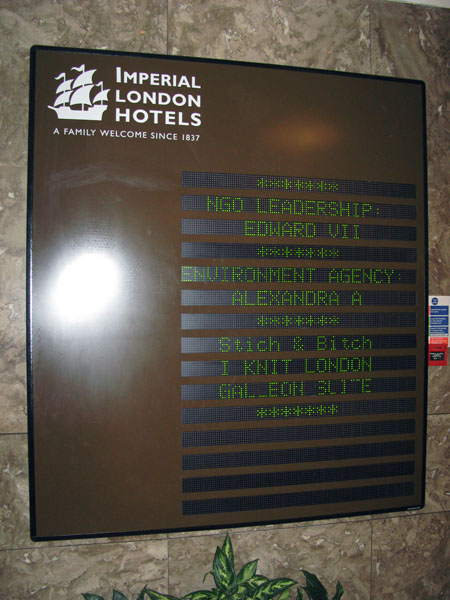 IMPERIAL
LONDON
HOTELS
A FAMILY WELCOME SINCE 1837
*******
NGO LEADERSHIP:
EDWARD VII
*******
ENVIRONMENT AGENCY:
ALEXANDRA A
*******
Stich & Bitch
I KNIT LONDON
GALLEON
*******